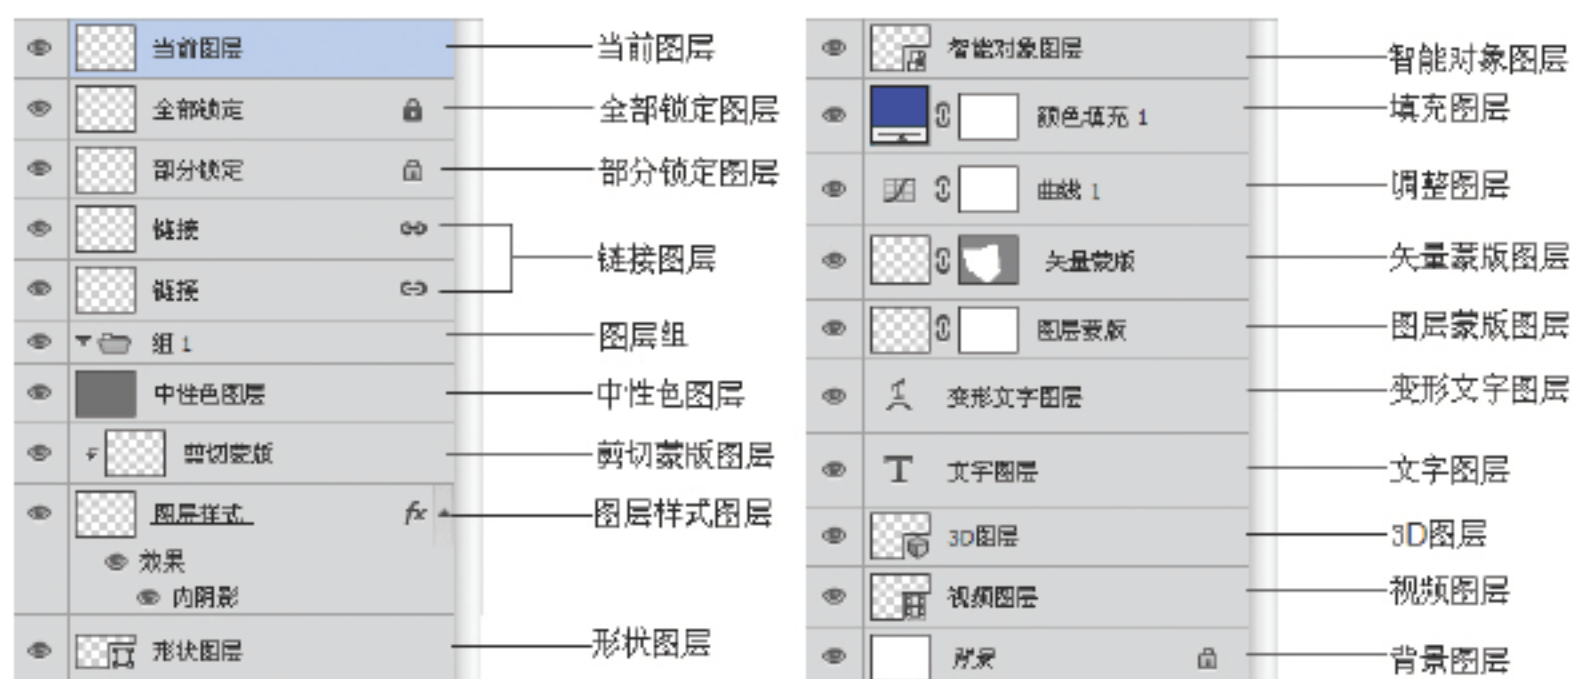 当前图层 当前图层
全部锁定 全部锁定图层
部分锁定 部分锁定图层
链接
链接图层
链接
组 1 图层组
中性色图层 中性色图层
剪切蒙版 剪切蒙版图层
图层样式 fx 图层样式图层
效果
内阴影
形状图层 形状图层
智能对象图层 智能对象图层
颜色填充 1 填充图层
曲线 1 调整图层
矢量蒙版 矢量蒙版图层
图层蒙版 图层蒙版图层
变形文字图层 变形文字图层
T 文字图层 文字图层
3D图层 3D图层
视频图层 视频图层
背景 背景图层